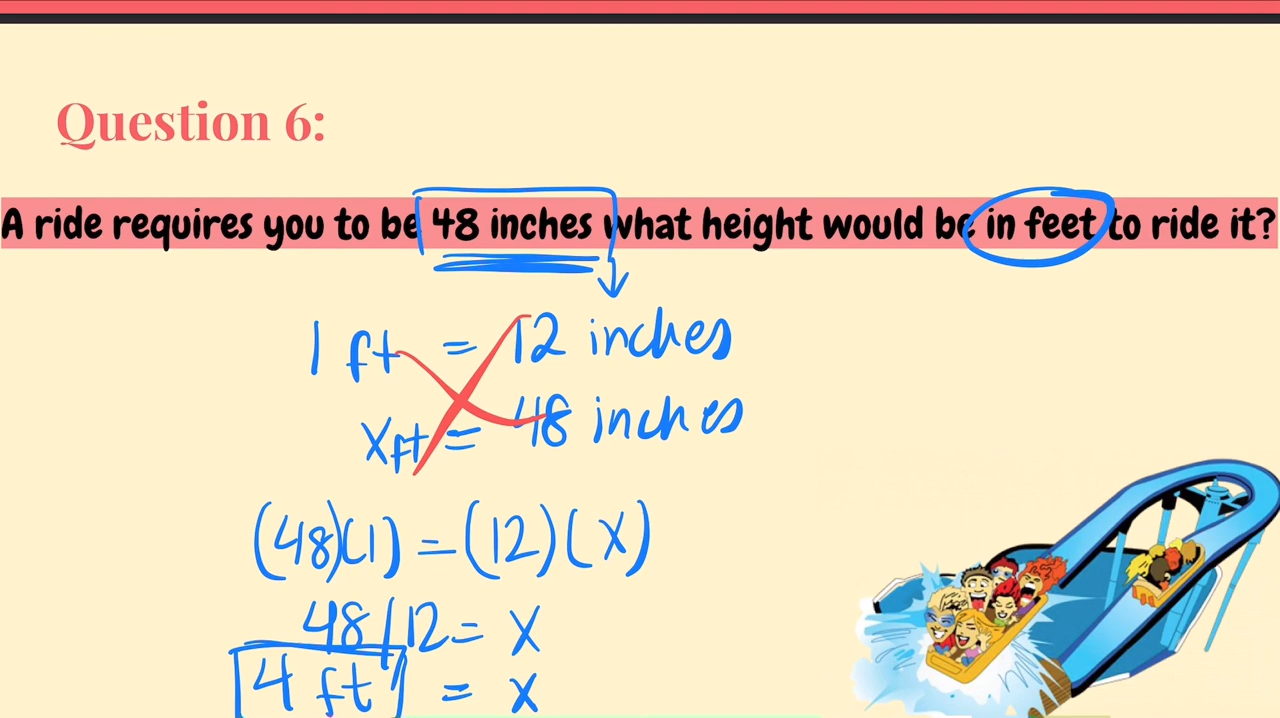 Question 6:
A ride requires you to be 48 inches what height would be in feet to ride it?
1 ft = 12 inches
x ft = 48 inches
(48)(1) = (12)(x)
48/12 = x
4 ft = x